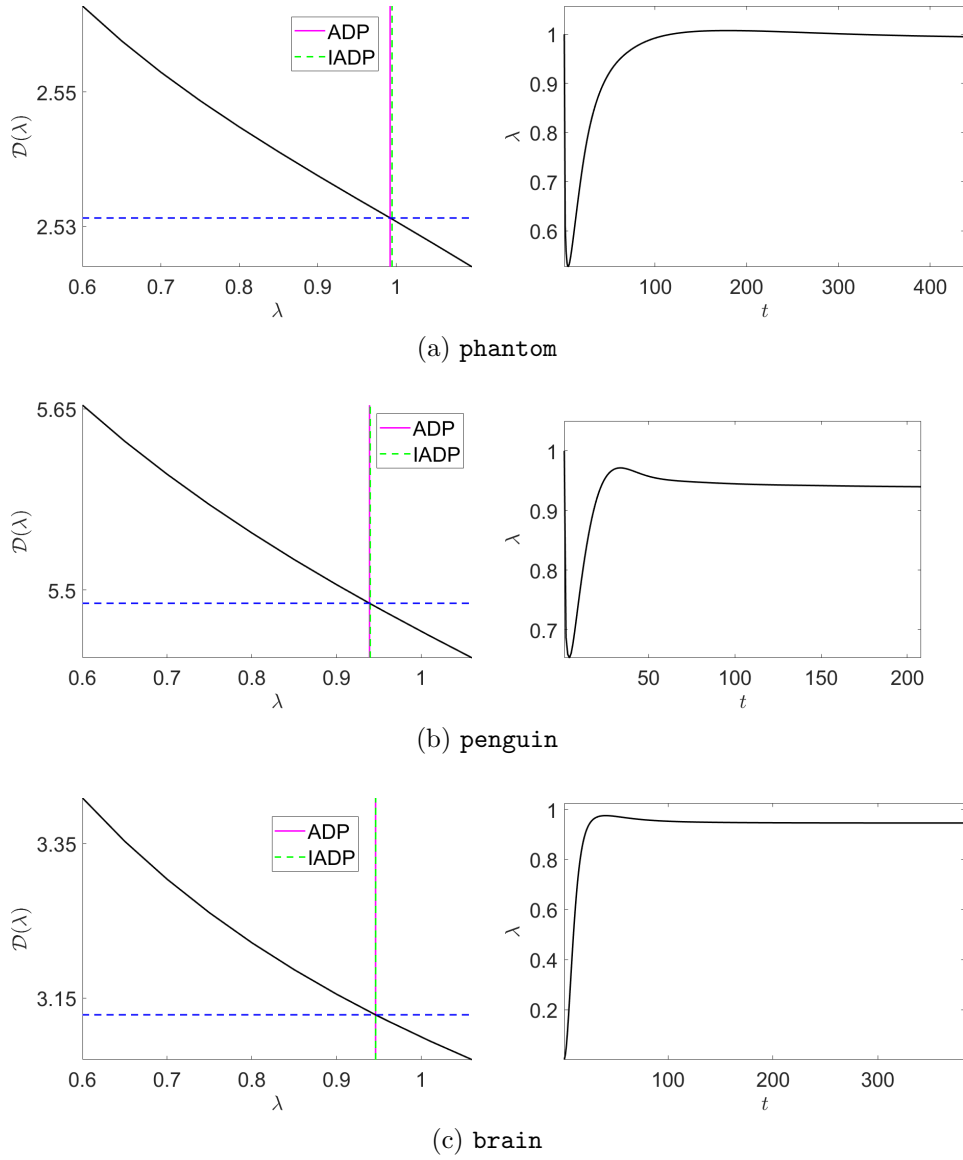 ADP
IADP
2.55
2.53
D(λ)
0.6 0.7 0.8 0.9 1
λ
1
0.9
0.8
0.7
0.6
λ
100 200 300 400
t
(a) phantom
5.65
5.5
D(λ)
ADP
IADP
0.6 0.7 0.8 0.9 1
λ
1
0.9
0.8
0.7
λ
50 100 150 200
t
(b) penguin
3.35
3.15
D(λ)
ADP
IADP
0.6 0.7 0.8 0.9 1
λ
1
0.8
0.6
0.4
0.2
λ
100 200 300
t
(c) brain